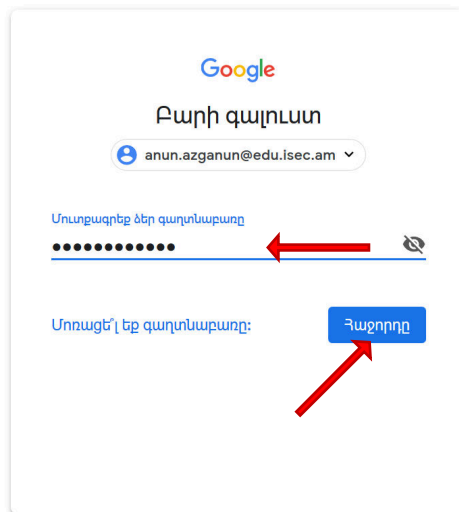 Google
Բարի գալուստ
anun.azganun@edu.isec.am
Մուտքագրեք ձեր գաղտնաբառը
••••••••••••
Մոռացե՞լ եք գաղտնաբառը:
Հաջորդը